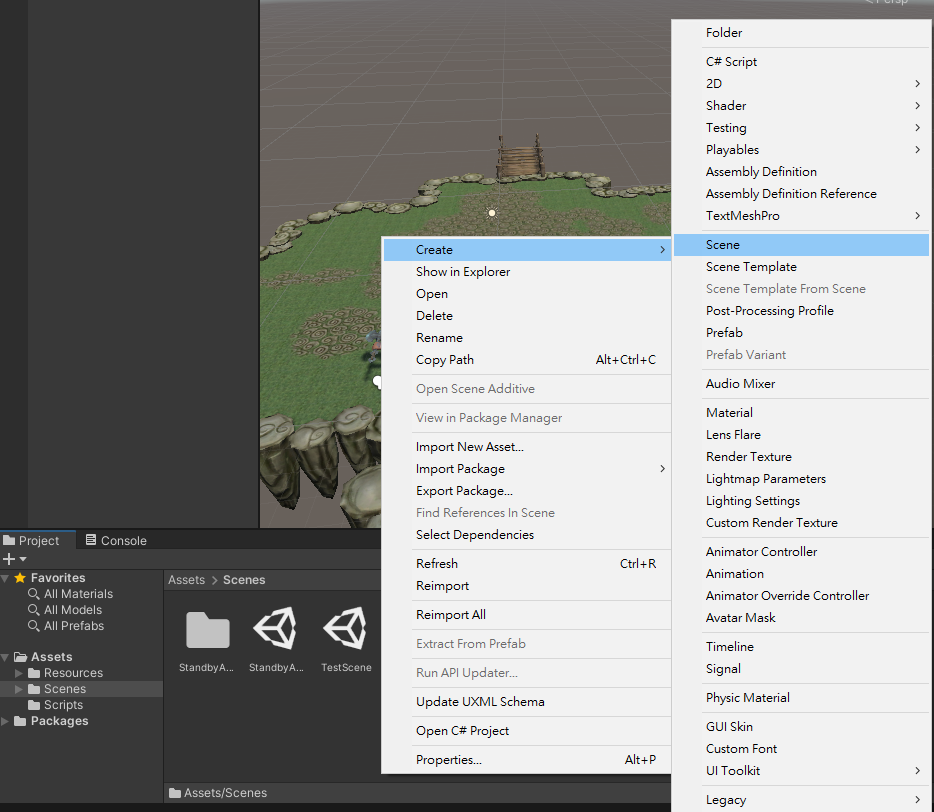 < Persp
Folder
C# Script
2D
Shader
Testing
Playables
Assembly Definition
Assembly Definition Reference
TextMeshPro
Scene
Scene Template
Scene Template From Scene
Post-Processing Profile
Prefab
Prefab Variant
Audio Mixer
Material
Lens Flare
Render Texture
Lightmap Parameters
Lighting Settings
Custom Render Texture
Animator Controller
Animation
Animator Override Controller
Avatar Mask
Timeline
Signal
Physic Material
GUI Skin
Custom Font
UI Toolkit
Legacy
Create
Show in Explorer
Open
Delete
Rename
Copy Path Alt+Ctrl+C
Open Scene Additive
View in Package Manager
Import New Asset...
Import Package
Export Package...
Find References In Scene
Select Dependencies
Refresh Ctrl+R
Reimport
Reimport All
Extract From Prefab
Run API Updater...
Update UXML Schema
Open C# Project
Properties... Alt+P
Project Console
Favorites
All Materials
All Models
All Prefabs
Assets
Resources
Scenes
Scripts
Packages
Assets > Scenes
StandbyA... StandbyA... TestScene
Assets/Scenes